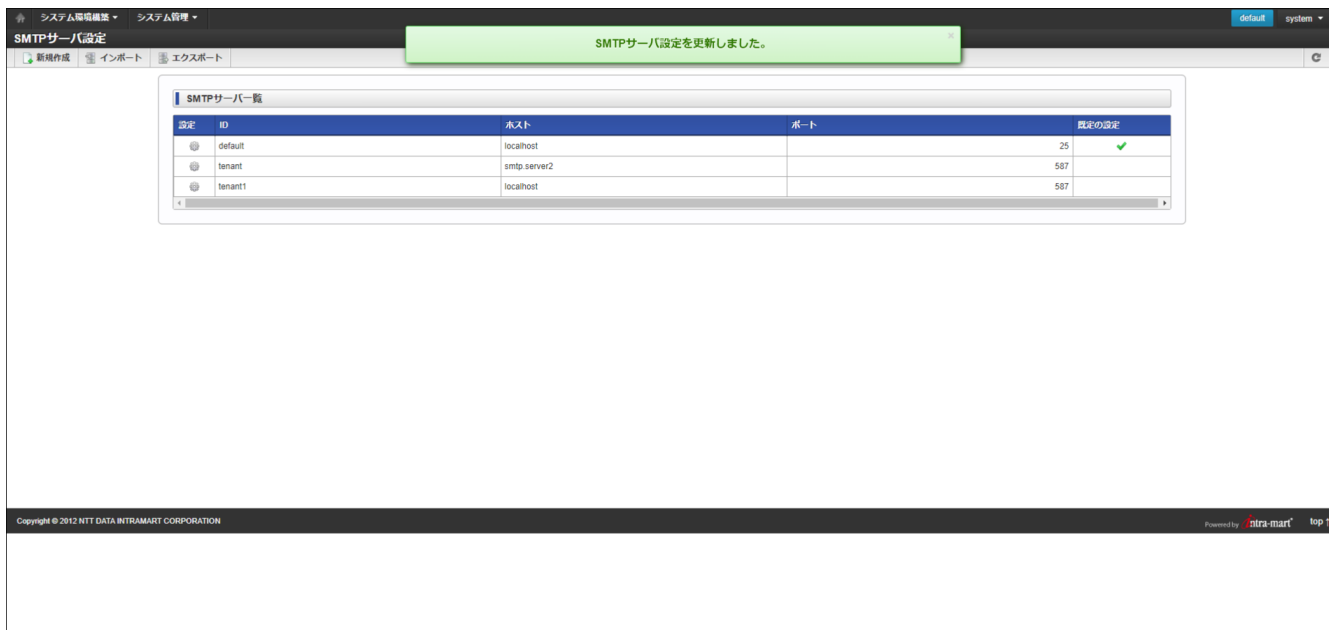 システム環境構築 ▾ システム管理 ▾ default system ▾
SMTPサーバ設定
SMTPサーバ設定を更新しました。 ×
新規作成 インポート エクスポート
SMTPサーバ一覧
設定 ID ホスト ポート 既定の設定
default localhost 25
tenant smtp.server2 587
tenant1 localhost 587
Copyright © 2012 NTT DATA INTRAMART CORPORATION Powered by intra-mart® top ↑